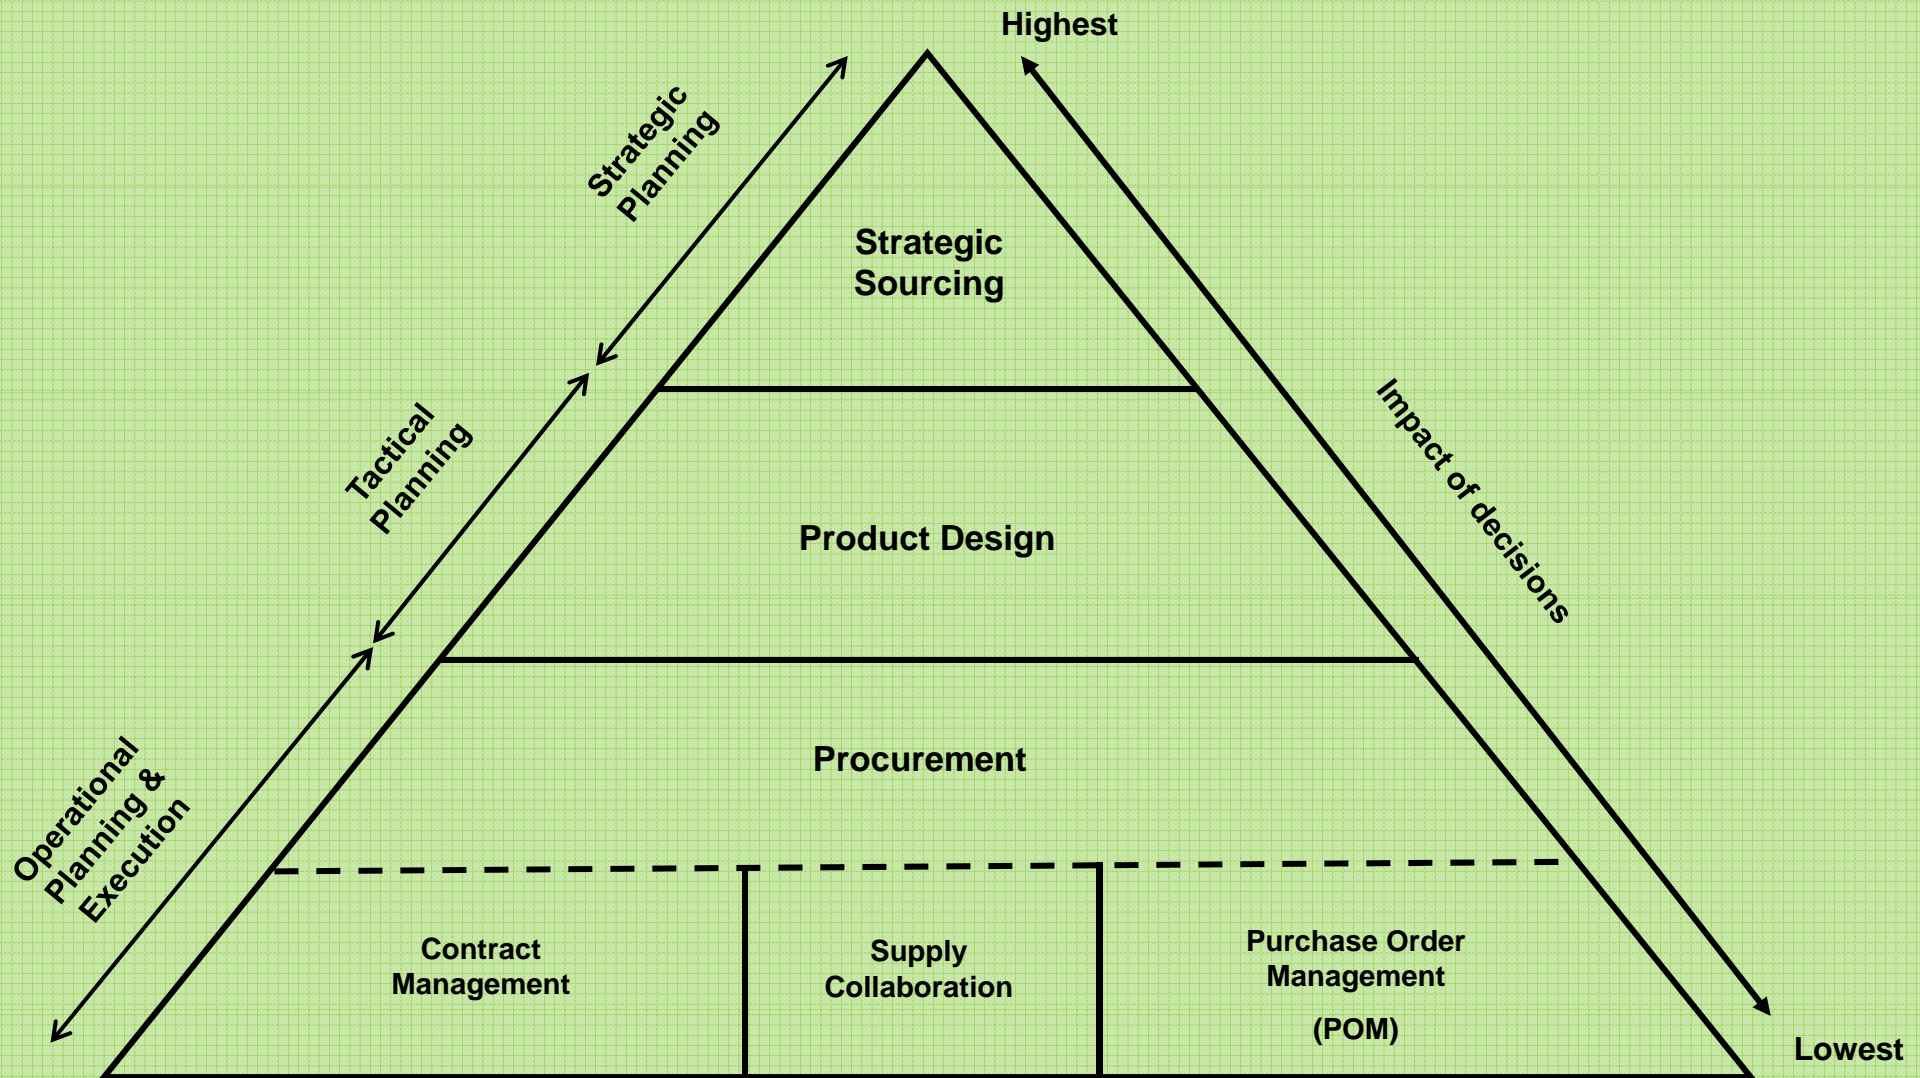 Highest
Strategic
Planning
Strategic
Sourcing
Tactical
Planning
Impact of decisions
Product Design
Operational
Planning &
Execution
Procurement
Contract
Management
Supply
Collaboration
Purchase Order
Management
(POM)
Lowest